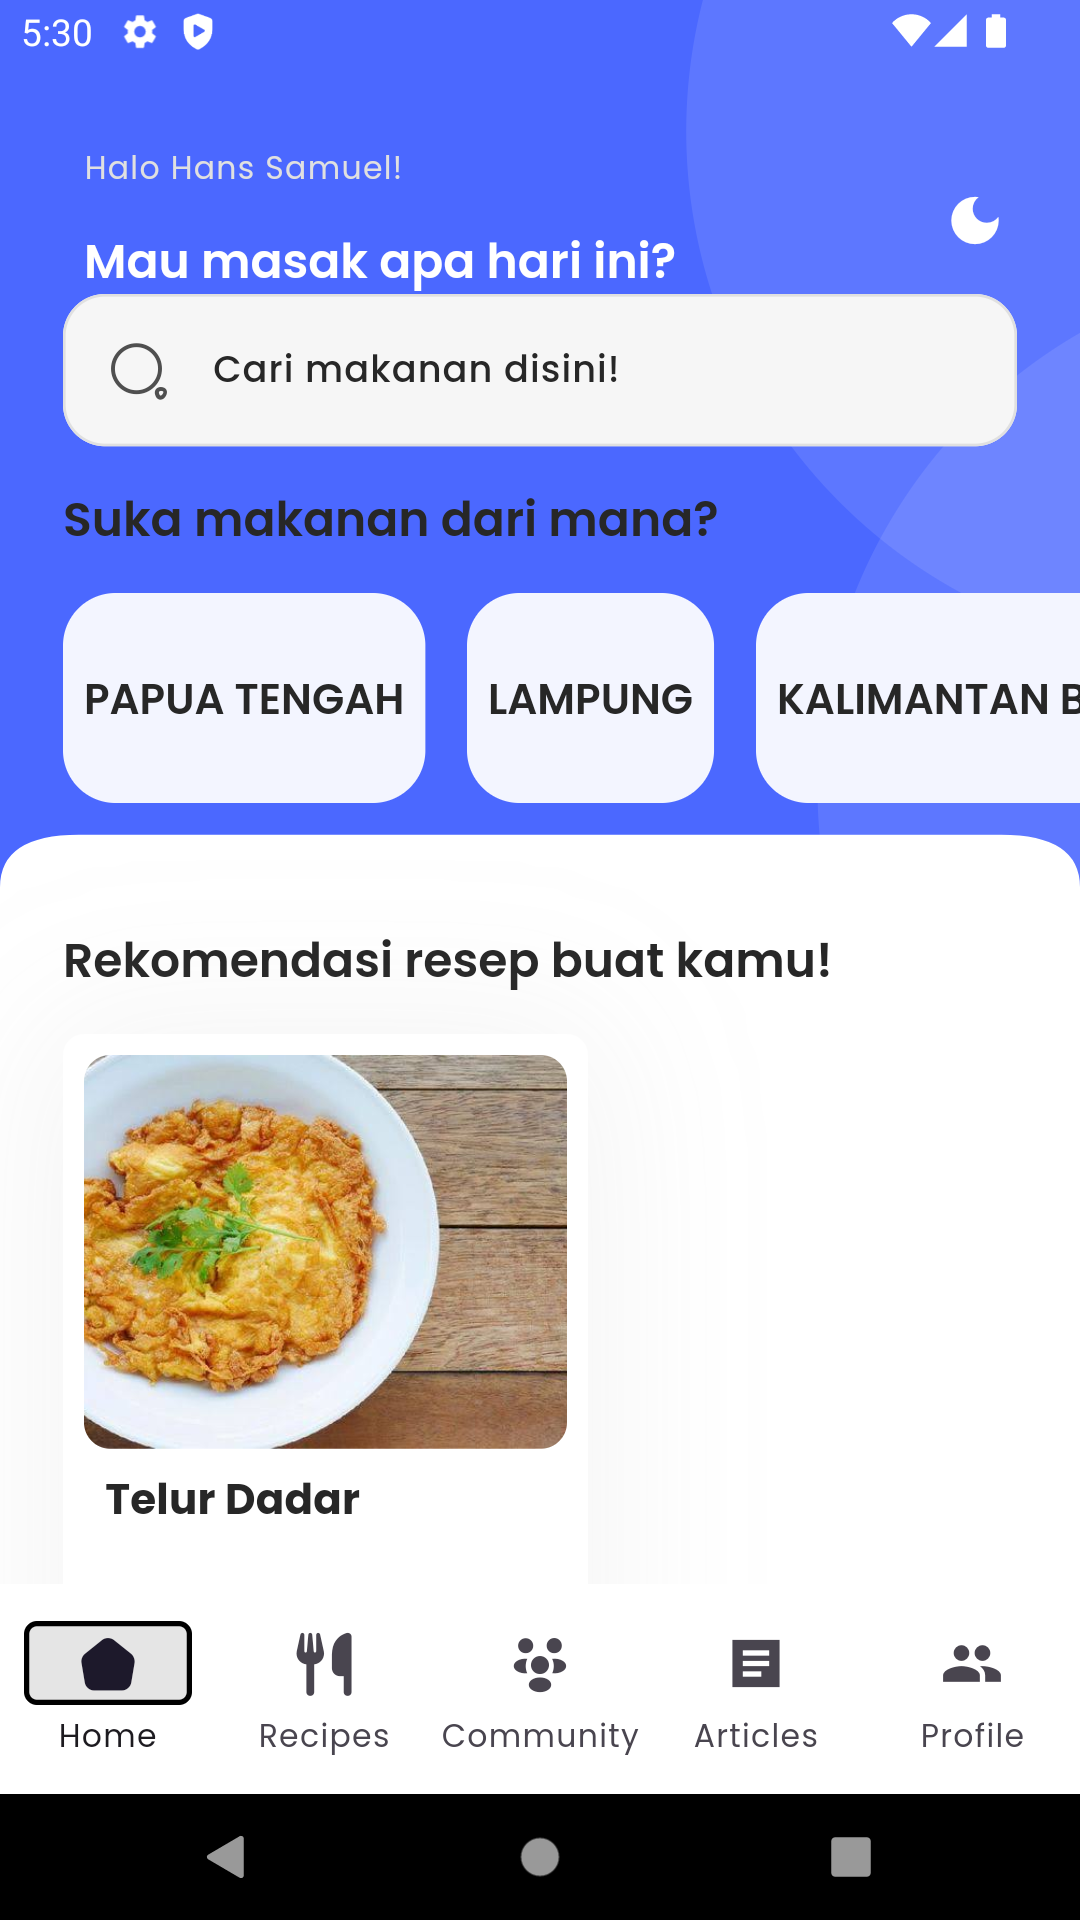 5:30
Halo Hans Samuel!
Mau masak apa hari ini?
Cari makanan disini!
Suka makanan dari mana?
PAPUA TENGAH
LAMPUNG
KALIMANTAN B
Rekomendasi resep buat kamu!
Telur Dadar
Home
Recipes
Community
Articles
Profile